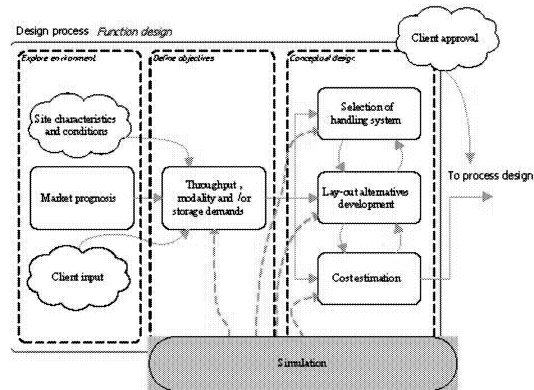 Design process Function design
Client approval
Explore environment
Define objectives
Conceptual design
Site characteristics
and conditions
Selection of
handling system
Market prognosis
Throughput ,
modality and /or
storage demands
Lay-out alternatives
development
To process design
Client input
Cost estimation
Simulation